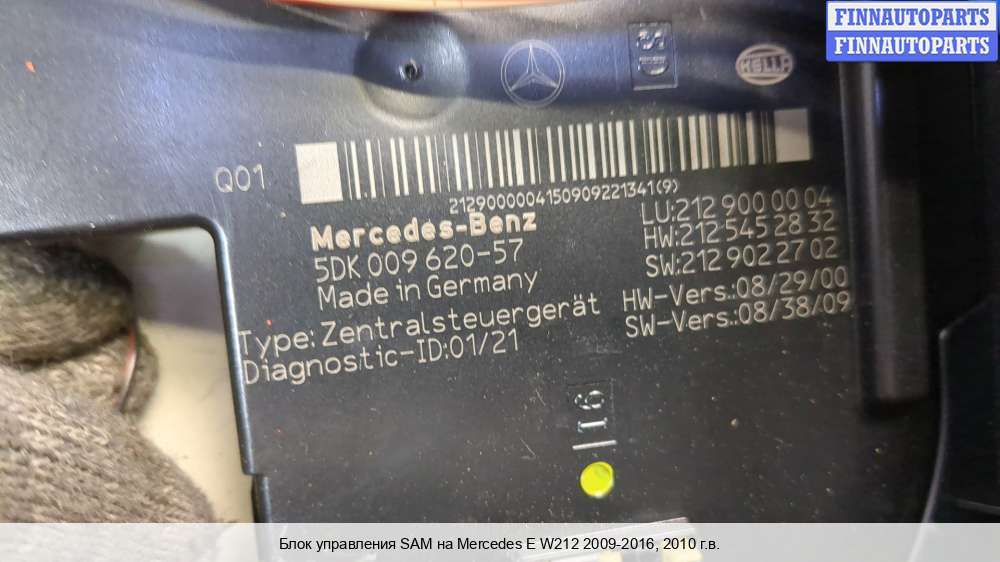 FINNAUTOPARTS
FINNAUTOPARTS
SO
HELLA
Q01
2129000004150909221341(9)
Mercedes-Benz
5DK 009 620-57
Made in Germany
Type: Zentralsteuergerät
Diagnostic-ID:01/21
LU:212 900 00 04
HW:212 545 28 32
SW:212 902 27 02
HW-Vers.:08/29/00
SW-Vers.:08/38/09
16
Блок управления SAM на Mercedes E W212 2009-2016, 2010 г.в.